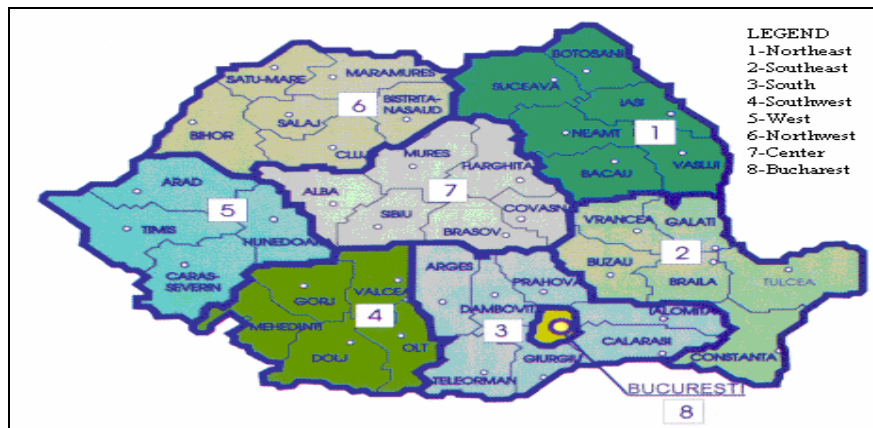 LEGEND
1-Northeast
2-Southeast
3-South
4-Southwest
5-West
6-Northwest
7-Center
8-Bucharest
BOTOSANI
SATU-MARE
MARAMURES
SUCEAVA
6
BISTRITA-
NASAUD
IASI
SALAJ
BIHOR
NEAMT
1
CLUJ
MURES
HARGHITA
BACAU
VASLUI
ARAD
ALBA
7
5
SIBIU
COVASNA
VRANCEA
GALATI
TIMIS
HUNEDOARA
BRASOV
2
CARAS-
SEVERIN
ARGES
PRAHOVA
BUZAU
BRAILA
TULCEA
GORJ
VALCEA
DAMBOVIT
IALOMITA
MEHEDINTI
4
3
DOLJ
OLT
CALARASI
GIURGIU
CONSTANTA
TELEORMAN
BUCURESTI
8